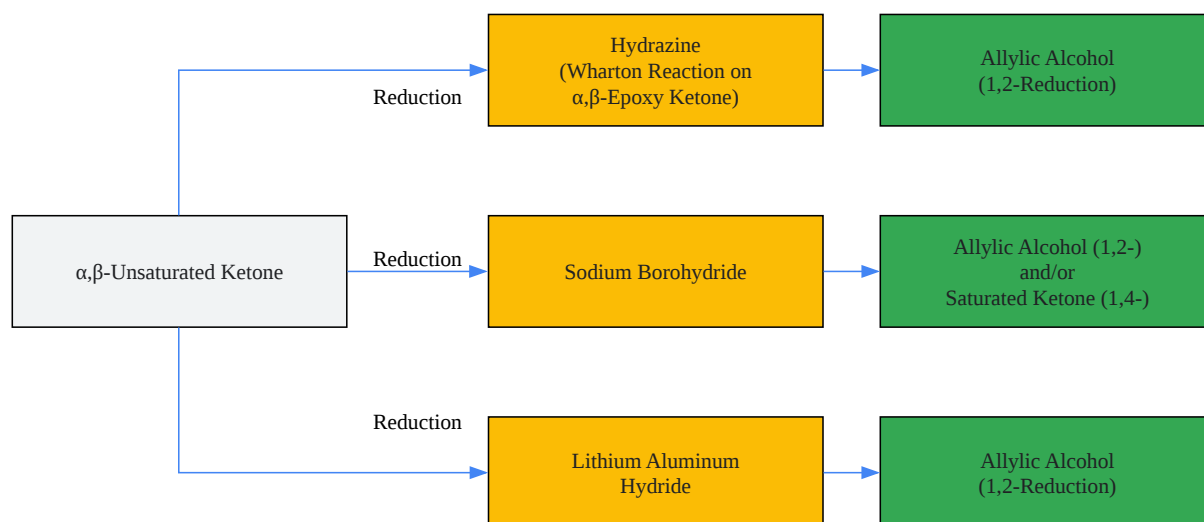 Hydrazine
(Wharton Reaction on
α,β-Epoxy Ketone)
Allylic Alcohol
(1,2-Reduction)
Reduction
α,β-Unsaturated Ketone
Reduction
Sodium Borohydride
Allylic Alcohol (1,2-)
and/or
Saturated Ketone (1,4-)
Reduction
Lithium Aluminum
Hydride
Allylic Alcohol
(1,2-Reduction)